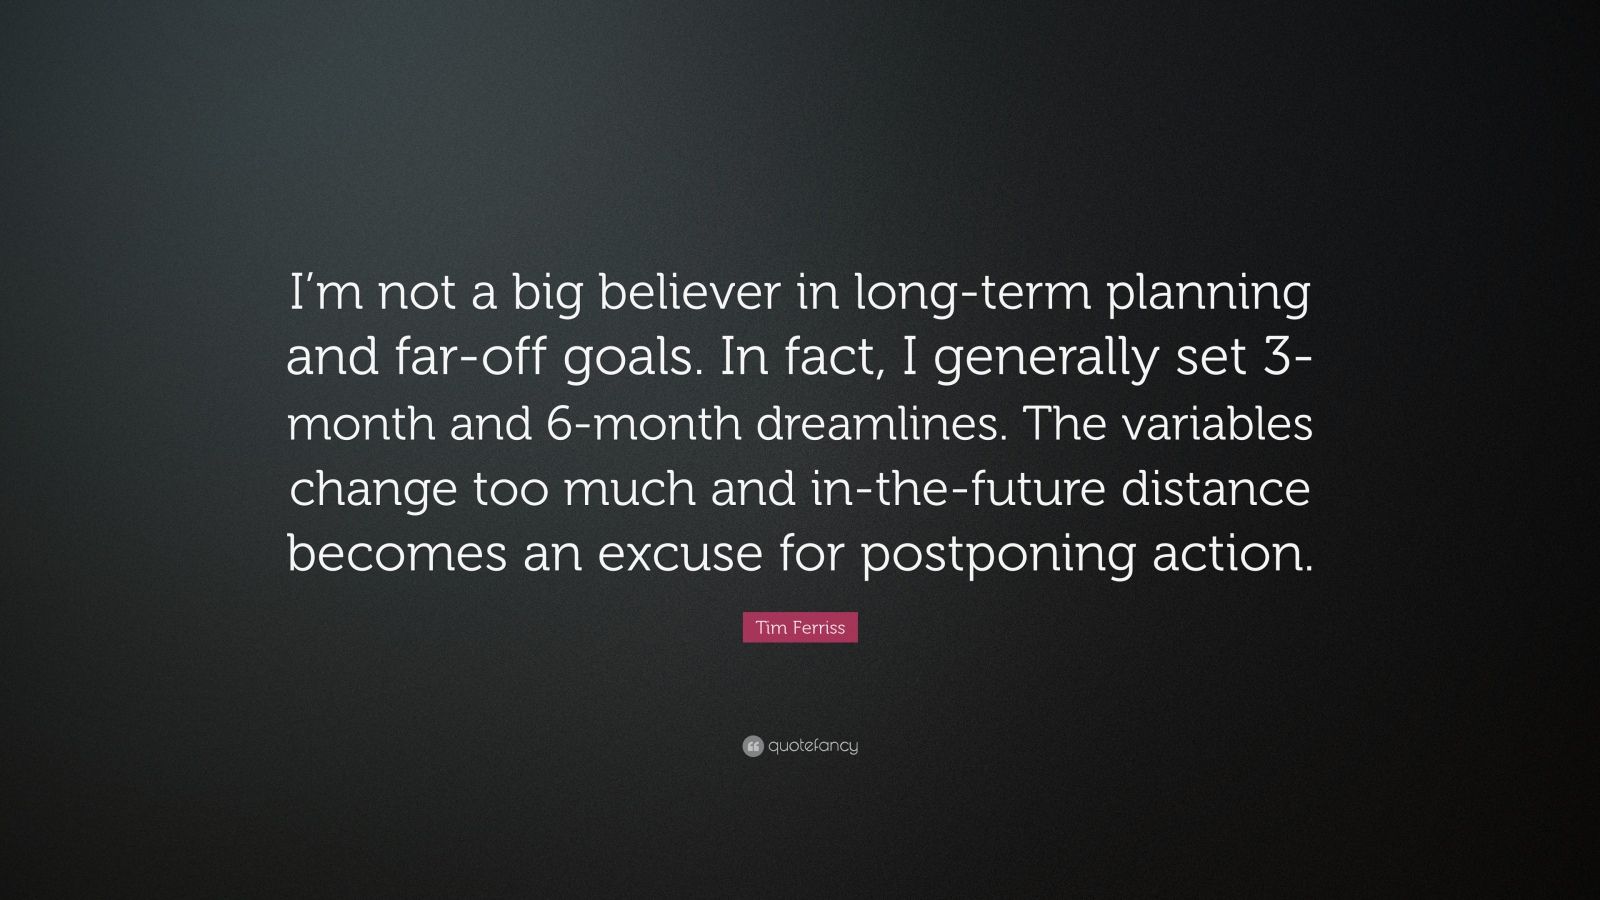 I’m not a big believer in long-term planning
and far-off goals. In fact, I generally set 3-
month and 6-month dreamlines. The variables
change too much and in-the-future distance
becomes an excuse for postponing action.
Tim Ferriss
quotefancy